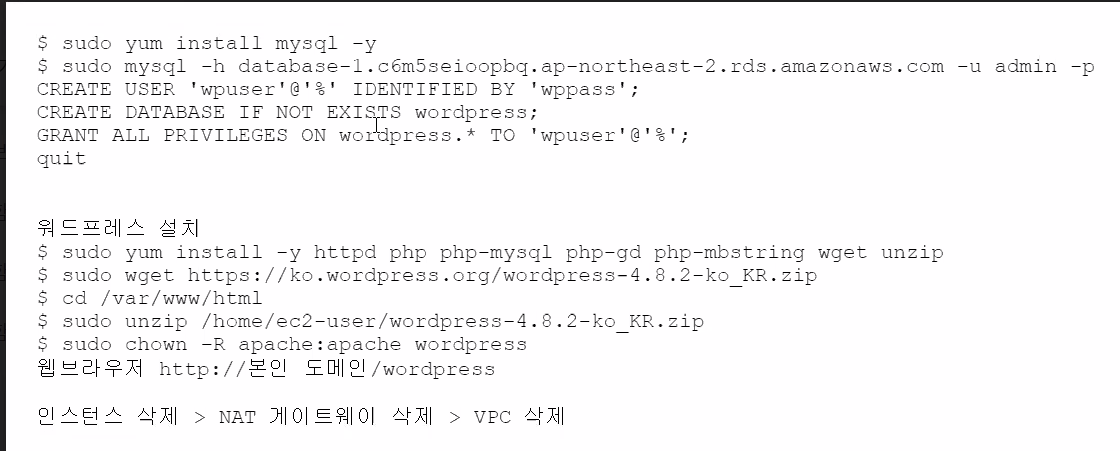 $ sudo yum install mysql -y
$ sudo mysql -h database-1.c6m5seioopbq.ap-northeast-2.rds.amazonaws.com -u admin -p
CREATE USER 'wpuser'@'%' IDENTIFIED BY 'wppass';
CREATE DATABASE IF NOT EXISTS wordpress;
GRANT ALL PRIVILEGES ON wordpress.* TO 'wpuser'@'%';
quit
워드프레스 설치
$ sudo yum install -y httpd php php-mysql php-gd php-mbstring wget unzip
$ sudo wget https://ko.wordpress.org/wordpress-4.8.2-ko_KR.zip
$ cd /var/www/html
$ sudo unzip /home/ec2-user/wordpress-4.8.2-ko_KR.zip
$ sudo chown -R apache:apache wordpress
웹브라우저 http://본인 도메인/wordpress
인스턴스 삭제 > NAT 게이트웨이 삭제 > VPC 삭제